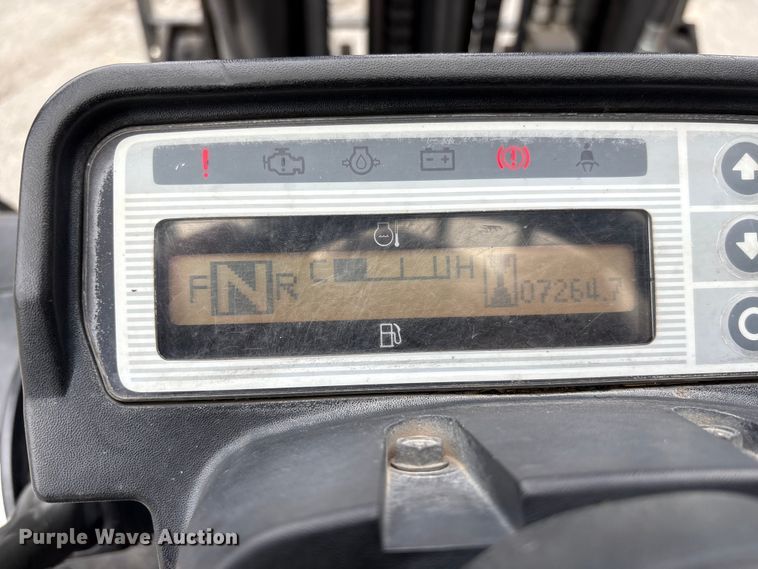 F N R C H 07264.7
Purple Wave Auction